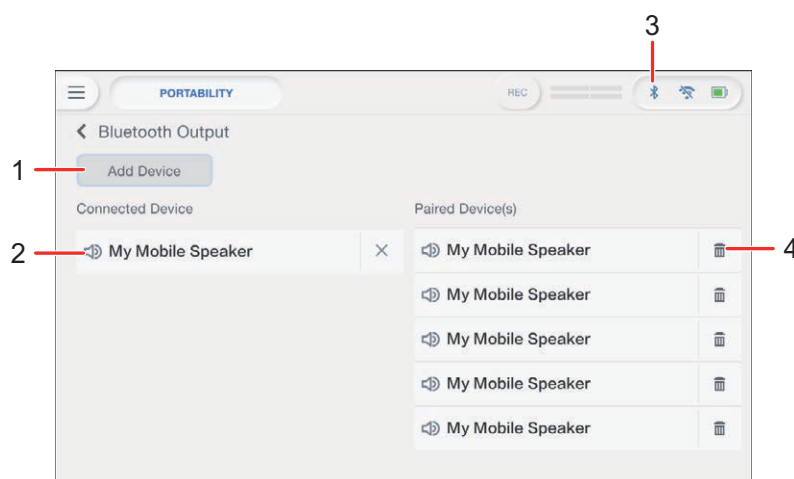 3
PORTABILITY
REC
Bluetooth Output
1
Add Device
Connected Device
Paired Device(s)
2
My Mobile Speaker
My Mobile Speaker
4
My Mobile Speaker
My Mobile Speaker
My Mobile Speaker
My Mobile Speaker